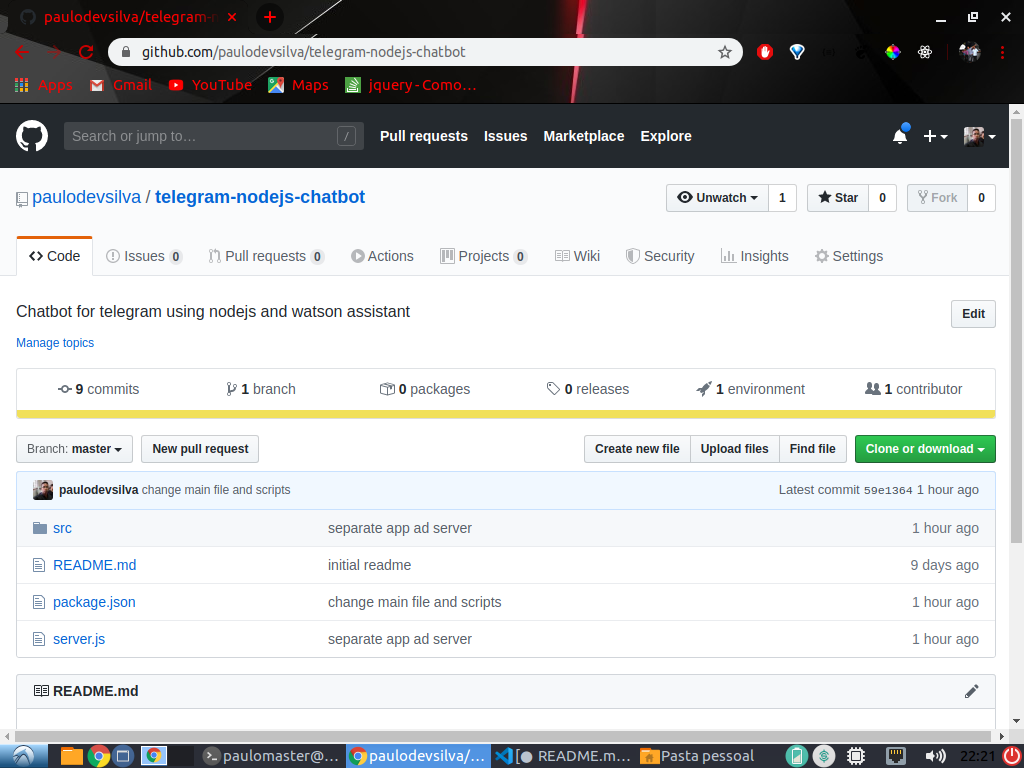 paulodevsilva/telegram-n
github.com/paulodevsilva/telegram-nodejs-chatbot
Apps Gmail YouTube Maps jquery - Como…
Search or jump to… /
Pull requests Issues Marketplace Explore
paulodevsilva / telegram-nodejs-chatbot
Unwatch 1 Star 0 Fork 0
Code Issues 0 Pull requests 0 Actions Projects 0 Wiki Security Insights Settings
Chatbot for telegram using nodejs and watson assistant
Edit
Manage topics
9 commits 1 branch 0 packages 0 releases 1 environment 1 contributor
Branch: master New pull request Create new file Upload files Find file Clone or download
paulodevsilva change main file and scripts Latest commit 59e1364 1 hour ago
src separate app ad server 1 hour ago
README.md initial readme 9 days ago
package.json change main file and scripts 1 hour ago
server.js separate app ad server 1 hour ago
README.md
paulomaster@… paulodevsilva/… [● README.m… Pasta pessoal 22:21